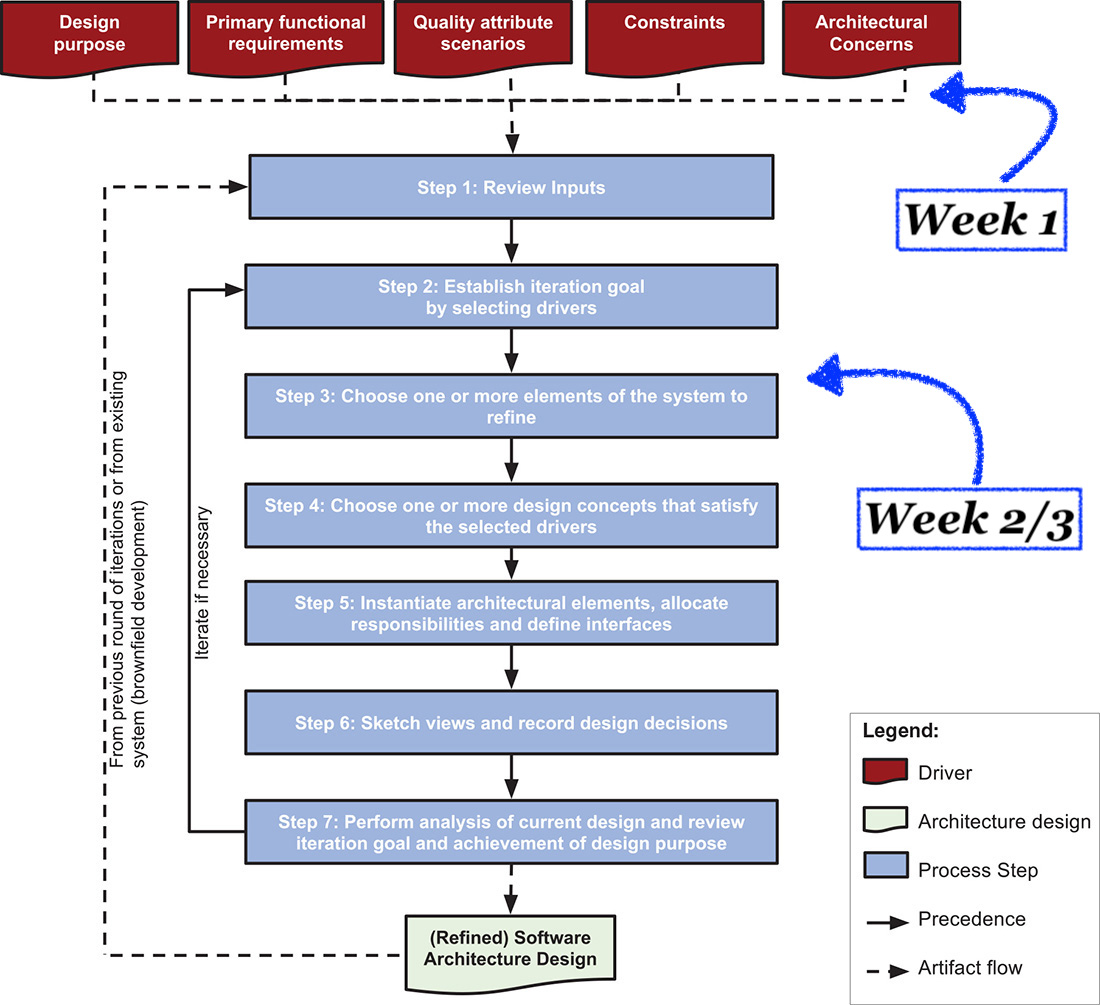 Design
purpose
Primary functional
requirements
Quality attribute
scenarios
Constraints
Architectural
Concerns
Week 1
Step 1: Review Inputs
Step 2: Establish iteration goal
by selecting drivers
Step 3: Choose one or more elements of the system to
refine
Week 2/3
Step 4: Choose one or more design concepts that satisfy
the selected drivers
Step 5: Instantiate architectural elements, allocate
responsibilities and define interfaces
Step 6: Sketch views and record design decisions
Step 7: Perform analysis of current design and review
iteration goal and achievement of design purpose
(Refined) Software
Architecture Design
From previous round of iterations or from existing
system (brownfield development)
Iterate if necessary
Legend:
Driver
Architecture design
Process Step
Precedence
Artifact flow